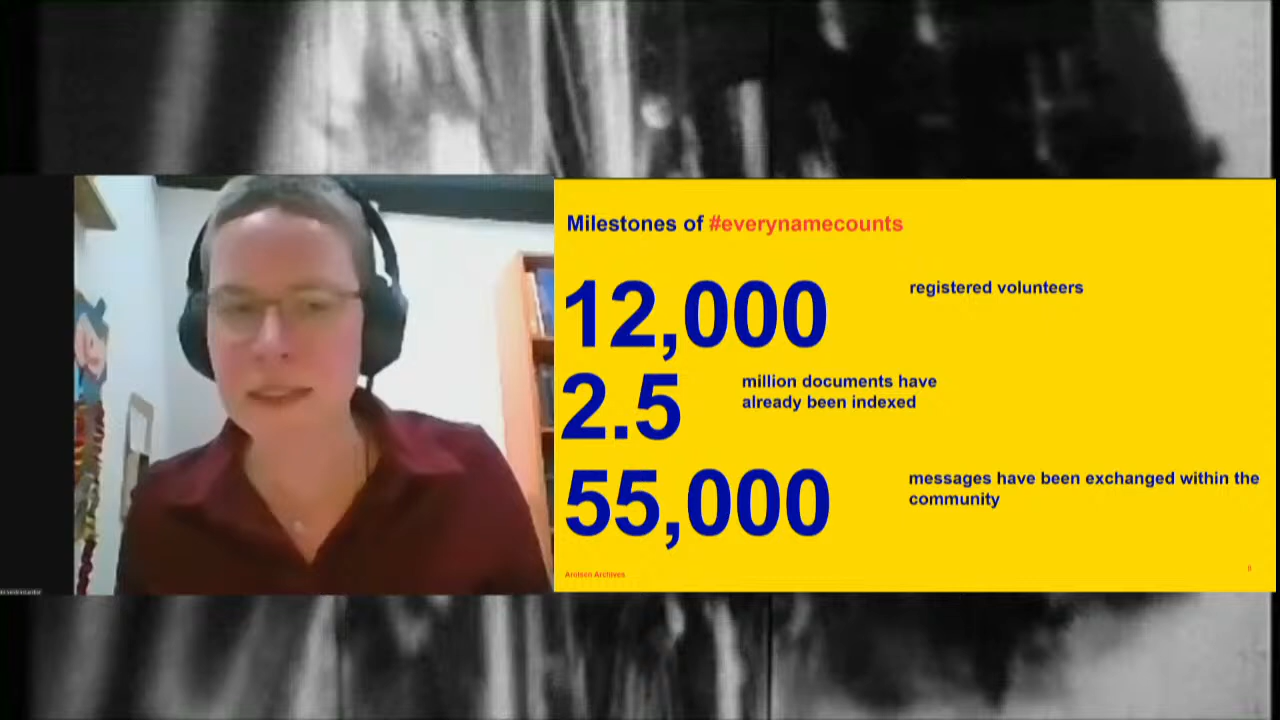 Milestones of #everynamecounts
12,000
registered volunteers
2.5
million documents have
already been indexed
55,000
messages have been exchanged within the
community
Arolsen Archives
8